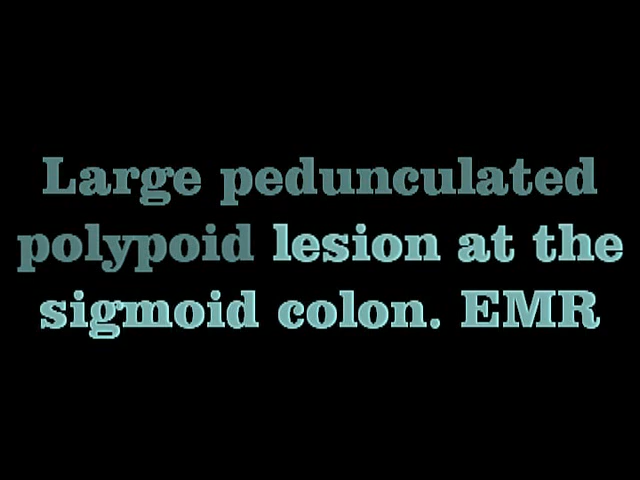 Large pedunculated
polypoid lesion at the
sigmoid colon. EMR